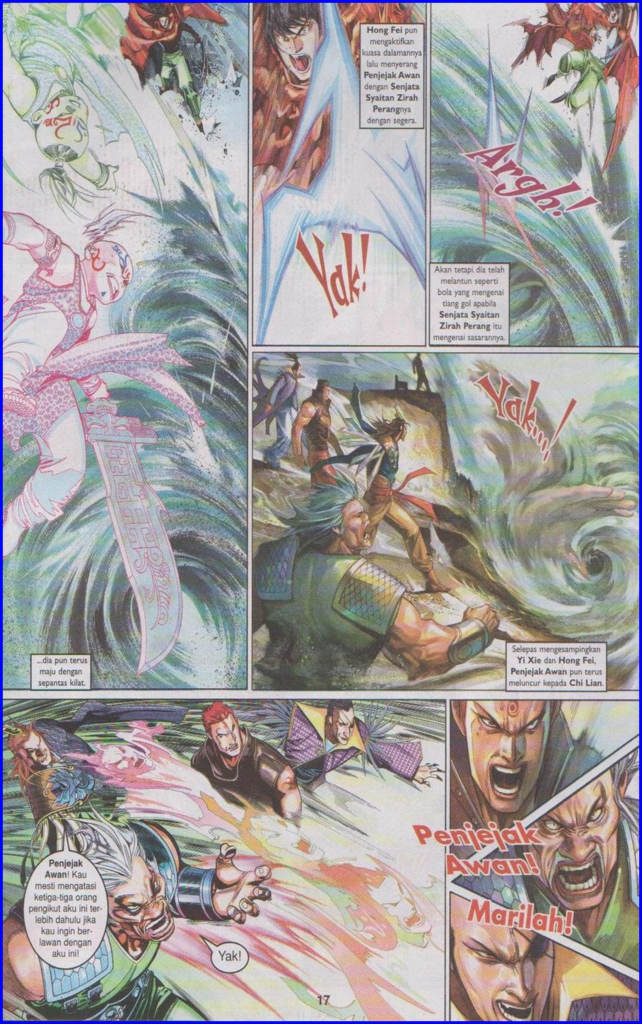 ...dia pun terus
maju dengan
sepantas kilat.
Hong Fei pun
mengaktifkan
kuasa dalamannya
lalu menyerang
Penjejak Awan
dengan Senjata
Syaitan Zirah
Perangnya
dengan segera.
Yak!
Argh!
Akan tetapi dia telah
melantun seperti
bola yang mengenai
tiang gol apabila
Senjata Syaitan
Zirah Perang itu
mengenai sasarannya.
Yak....!
Selepas mengesampingkan
Yi Xie dan Hong Fei,
Penjejak Awan pun terus
meluncur kepada Chi Lian.
Penjejak
Awan! Kau
mesti mengatasi
ketiga-tiga orang
pengikut aku ini ter-
lebih dahulu jika
kau ingin ber-
lawan dengan
aku ini!
Yak!
Penjejak
Awan!
Marilah!
17